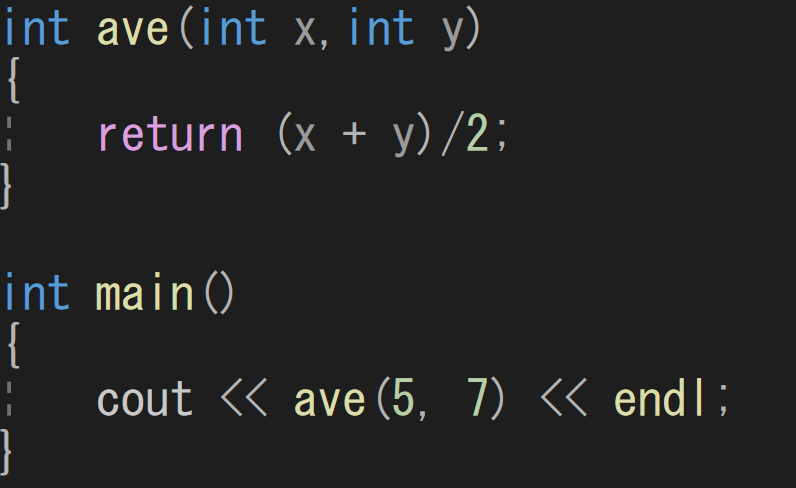 int ave(int x,int y)
{
    return (x + y)/2;
}

int main()
{
    cout << ave(5, 7) << endl;
}